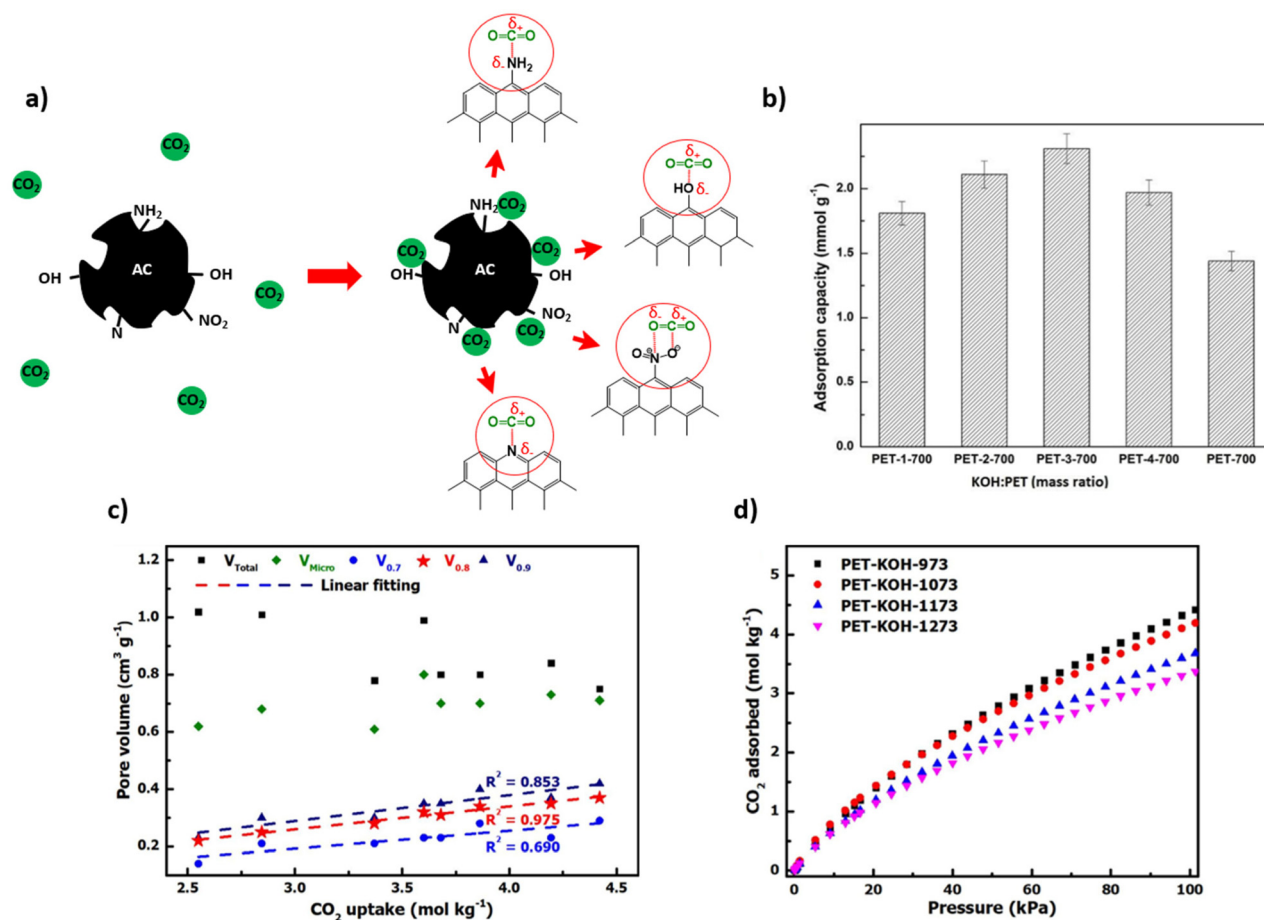 a)
CO2
CO2
CO2
CO2
CO2
NH2
OH
AC
OH
N
NO2
NH2
CO2
CO2
CO2
OH
AC
OH
N
NO2
CO2
CO2
δ+
O=C=O
δ- NH2
δ+
O=C=O
HO δ-
δ- δ+
O=C=O
O N O
⊕ ⊖
δ+
O=C=O
N δ-
b)
Adsorption capacity (mmol g-1)
2.0
1.5
1.0
0.5
0.0
PET-1-700 PET-2-700 PET-3-700 PET-4-700 PET-700
KOH:PET (mass ratio)
c)
VTotal VMicro V0.7 V0.8 V0.9
Linear fitting
R2 = 0.853
R2 = 0.975
R2 = 0.690
Pore volume (cm3 g-1)
1.2
1.0
0.8
0.6
0.4
0.2
2.5 3.0 3.5 4.0 4.5
CO2 uptake (mol kg-1)
d)
PET-KOH-973
PET-KOH-1073
PET-KOH-1173
PET-KOH-1273
CO2 adsorbed (mol kg-1)
5
4
3
2
1
0
0 20 40 60 80 100
Pressure (kPa)